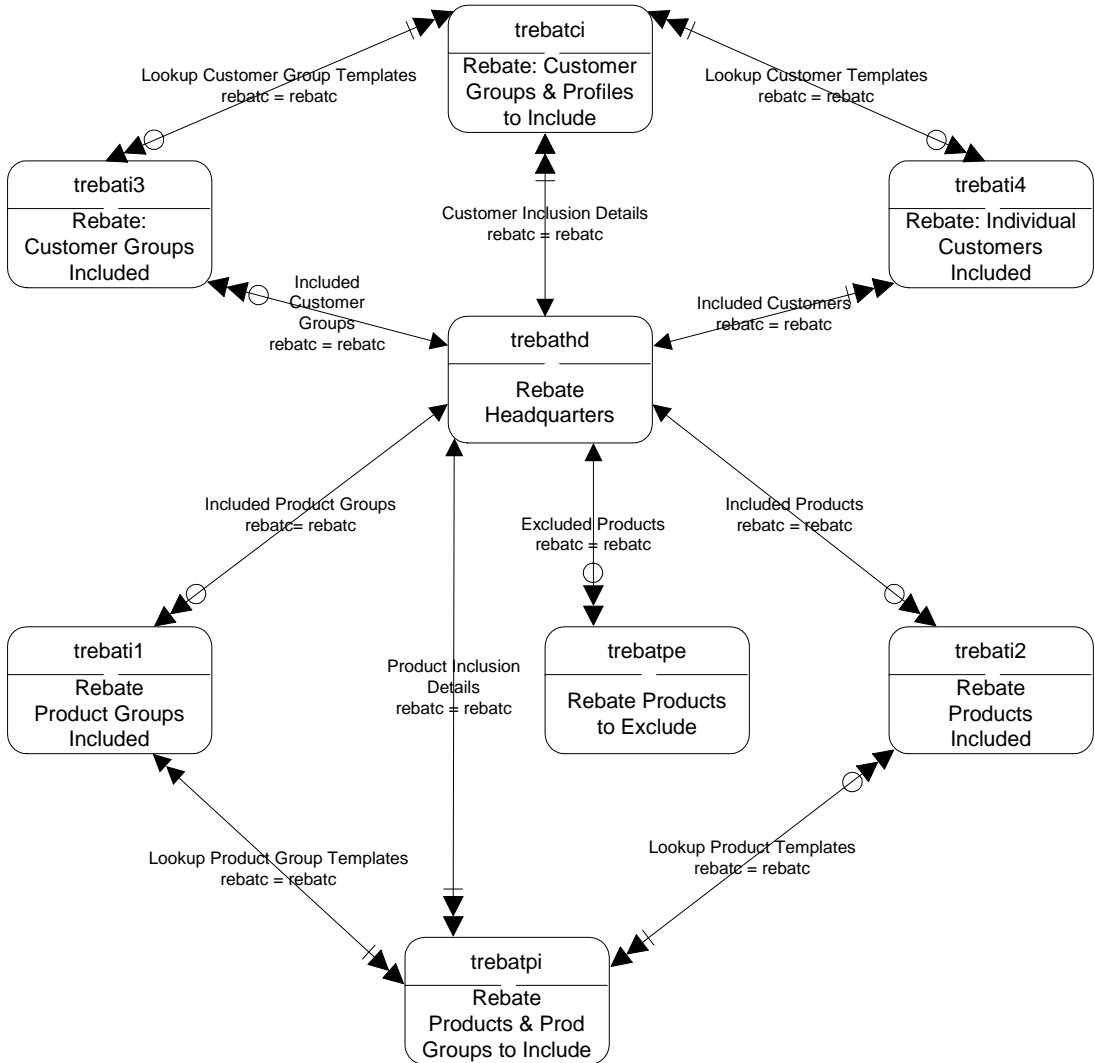 trebatci
Rebate: Customer
Groups & Profiles
to Include
Lookup Customer Group Templates
rebatc = rebatc
Lookup Customer Templates
rebatc = rebatc
trebati3
Rebate:
Customer Groups
Included
Customer Inclusion Details
rebatc = rebatc
trebati4
Rebate: Individual
Customers
Included
Included
Customer
Groups
rebatc = rebatc
Included Customers
rebatc = rebatc
trebathd
Rebate
Headquarters
Included Product Groups
rebatc= rebatc
Excluded Products
rebatc = rebatc
Included Products
rebatc = rebatc
trebati1
Rebate
Product Groups
Included
Product Inclusion
Details
rebatc = rebatc
trebatpe
Rebate Products
to Exclude
trebati2
Rebate
Products
Included
Lookup Product Group Templates
rebatc = rebatc
Lookup Product Templates
rebatc = rebatc
trebatpi
Rebate
Products & Prod
Groups to Include